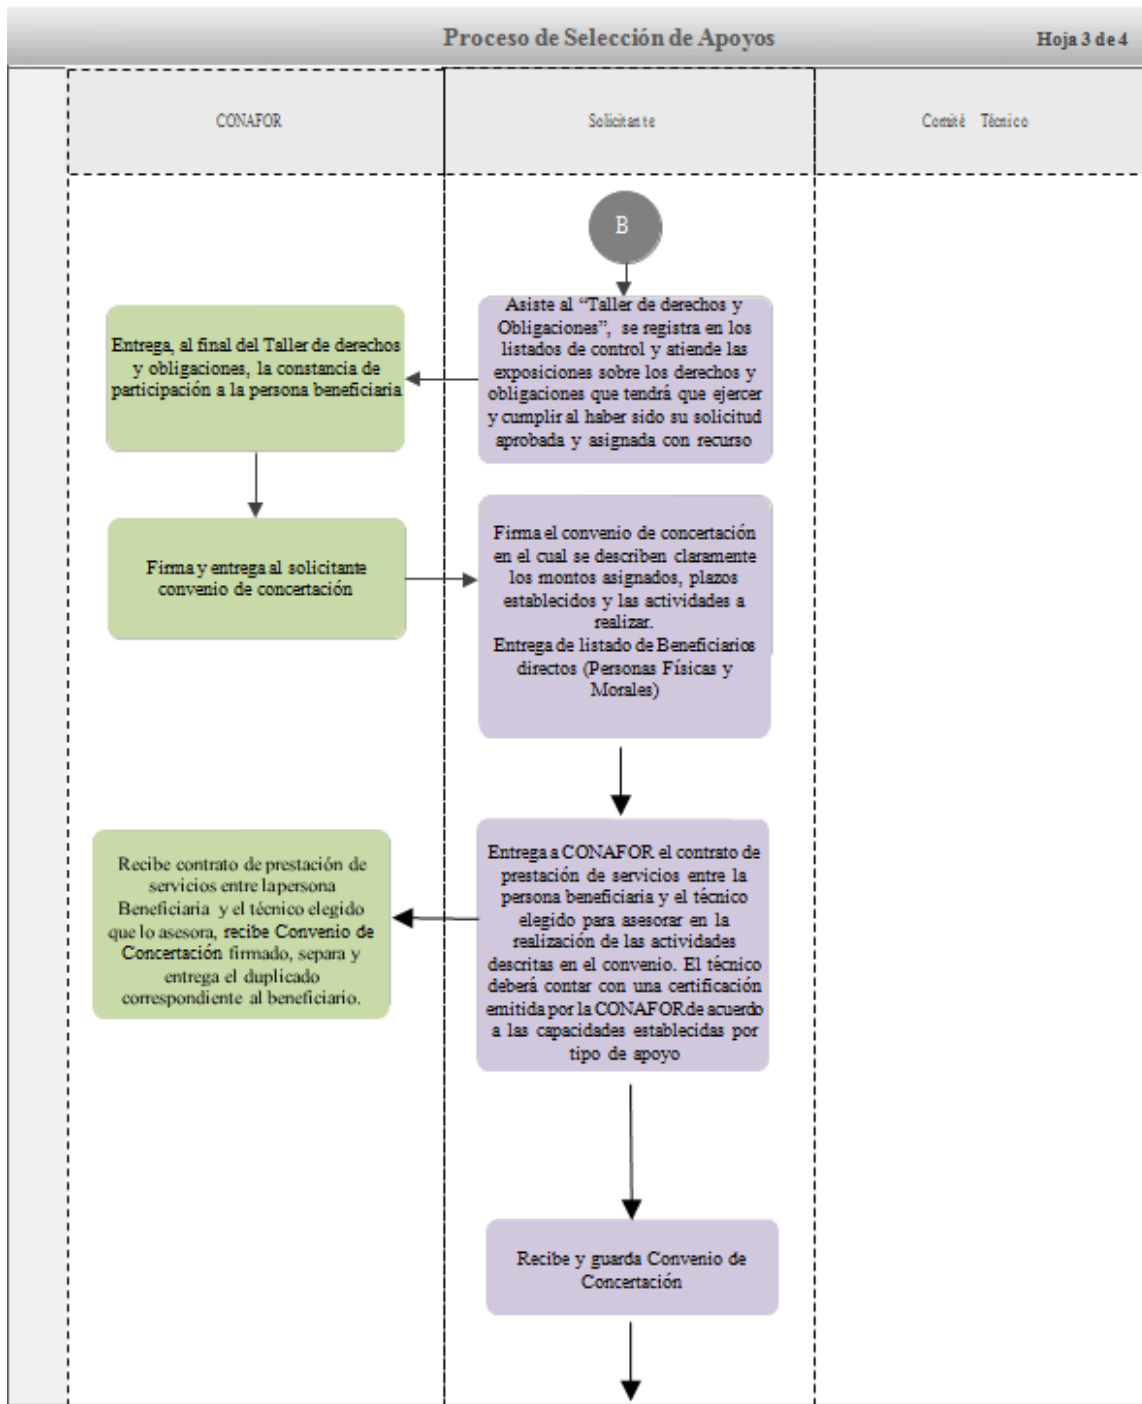 Proceso de Selección de Apoyos
Hoja 3 de 4
CONAFOR
Solicitante
Comité Técnico
B
Asiste al “Taller de derechos y
Obligaciones”, se registra en los
listados de control y atiende las
exposiciones sobre los derechos y
obligaciones que tendrá que ejercer
y cumplir al haber sido su solicitud
aprobada y asignada con recurso
Entrega, al final del Taller de derechos
y obligaciones, la constancia de
participación a la persona beneficiaria
Firma y entrega al solicitante
convenio de concertación
Firma el convenio de concertación
en el cual se describen claramente
los montos asignados, plazos
establecidos y las actividades a
realizar.
Entrega de listado de Beneficiarios
directos (Personas Físicas y
Morales)
Entrega a CONAFOR el contrato de
prestación de servicios entre la
persona beneficiaria y el técnico
elegido para asesorar en la
realización de las actividades
descritas en el convenio. El técnico
deberá contar con una certificación
emitida por la CONAFOR de acuerdo
a las capacidades establecidas por
tipo de apoyo
Recibe contrato de prestación de
servicios entre la persona
Beneficiaria y el técnico elegido
que lo asesora, recibe Convenio de
Concertación firmado, separa y
entrega el duplicado
correspondiente al beneficiario.
Recibe y guarda Convenio de
Concertación